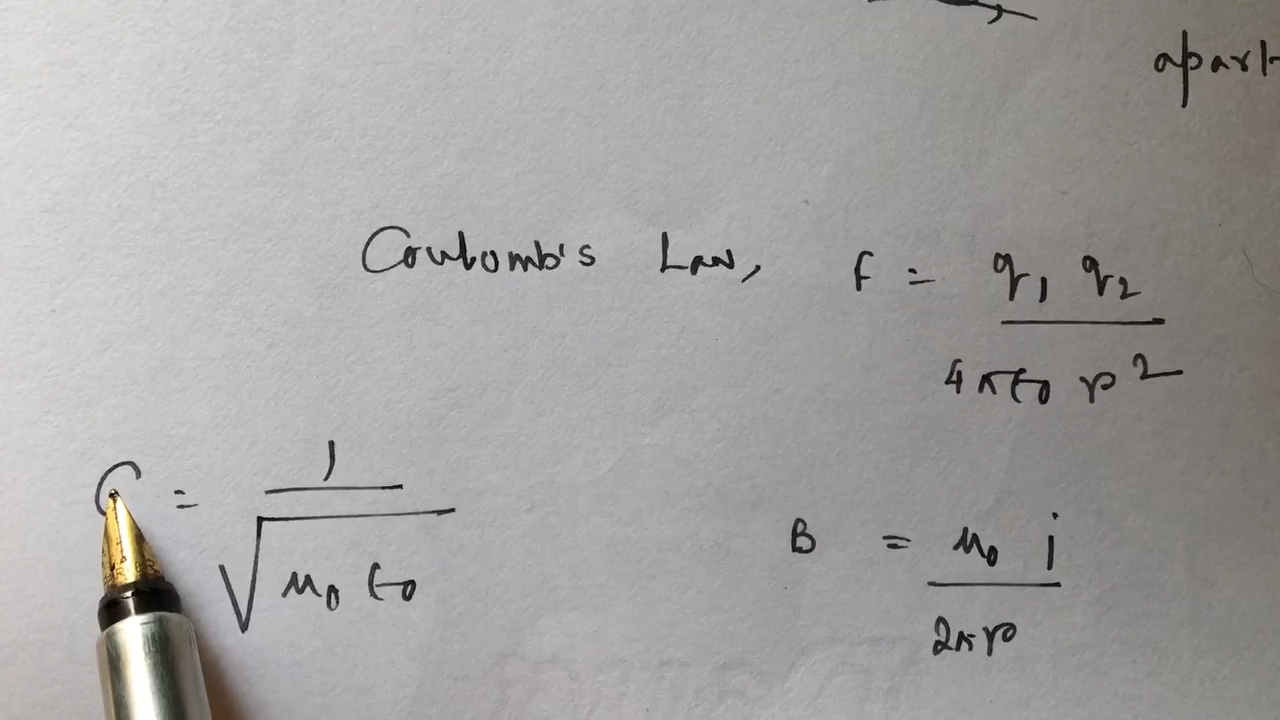 apart
Coulomb's Law, F = q₁ q₂ / 4πϵ₀ r²
C = 1 / √μ₀ ϵ₀
B = μ₀ i / 2πr